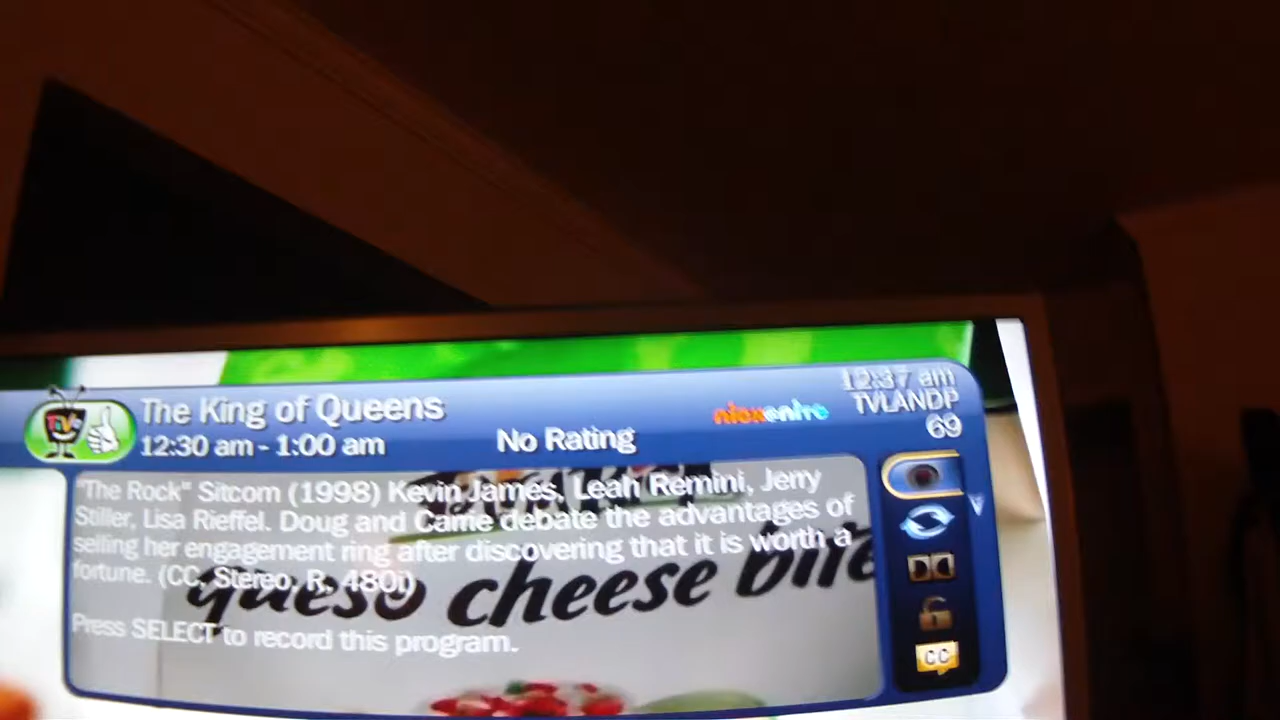 12:37 am
The King of Queens
nick
TVLANDP
12:30 am - 1:00 am
No Rating
69
TiVo
"The Rock" Sitcom (1998) Kevin James, Leah Remini, Jerry
Stiller, Lisa Rieffel. Doug and Carrie debate the advantages of
selling her engagement ring after discovering that it is worth a
fortune. (CC, Stereo, R, 480i)
queso cheese bite
Press SELECT to record this program.
CC